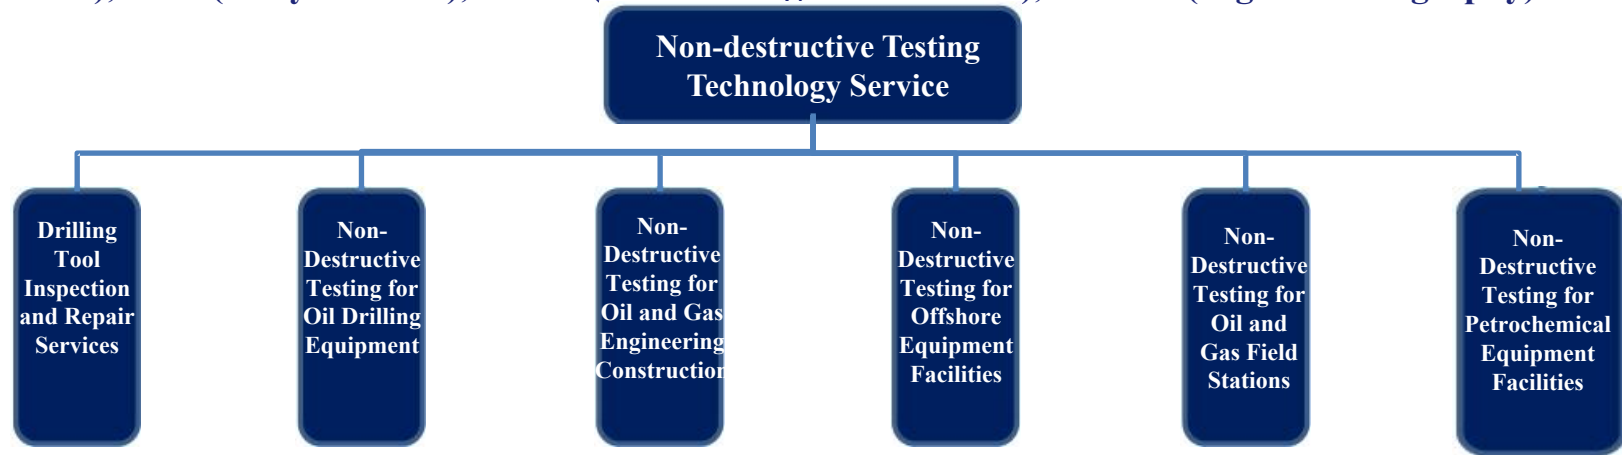 Non-destructive Testing
Technology Service
Drilling
Tool
Inspection
and Repair
Services
Non-
Destructive
Testing for
Oil Drilling
Equipment
Non-
Destructive
Testing for
Oil and Gas
Engineering
Construction
Non-
Destructive
Testing for
Offshore
Equipment
Facilities
Non-
Destructive
Testing for
Oil and
Gas Field
Stations
Non-
Destructive
Testing for
Petrochemical
Equipment
Facilities